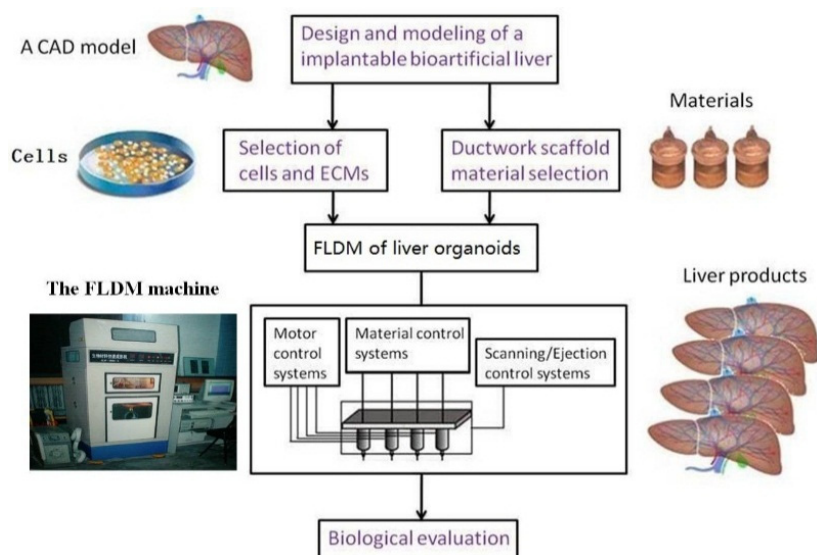 A CAD model
Design and modeling of a
implantable bioartificial liver
Materials
Cells
Selection of
cells and ECMs
Ductwork scaffold
material selection
FLDM of liver organoids
The FLDM machine
Liver products
Motor
control
systems
Material control
systems
Scanning/Ejection
control systems
Biological evaluation